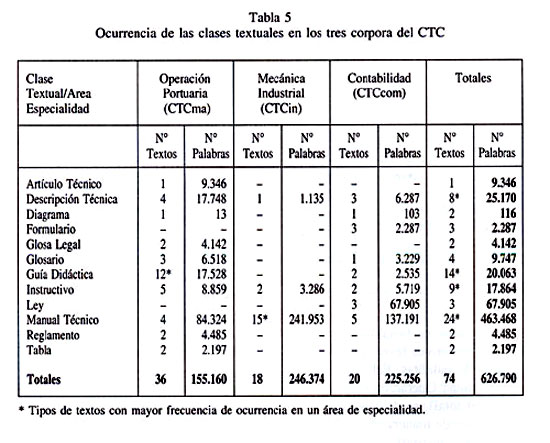 Tabla 5
Ocurrencia de las clases textuales en los tres corpora del CTC
Clase Textual/Area Especialidad | Operación Portuaria (CTCma) | Mecánica Industrial (CTCin) | Contabilidad (CTCcom) | Totales
N° Textos | N° Palabras | N° Textos | N° Palabras | N° Textos | N° Palabras | N° Textos | N° Palabras
Artículo Técnico 1 9.346 – – – – 1 9.346
Descripción Técnica 4 17.748 1 1.135 3 6.287 8* 25.170
Diagrama 1 13 – – 1 103 2 116
Formulario – – – – 3 2.287 3 2.287
Glosa Legal 2 4.142 – – – – 2 4.142
Glosario 3 6.518 – – 1 3.229 4 9.747
Guía Didáctica 12* 17.528 – – 2 2.535 14* 20.063
Instructivo 5 8.859 2 3.286 2 5.719 9* 17.864
Ley – – – – 3 67.905 3 67.905
Manual Técnico 4 84.324 15* 241.953 5 137.191 24* 463.468
Reglamento 2 4.485 – – – – 2 4.485
Tabla 2 2.197 – – – – 2 2.197
Totales 36 155.160 18 246.374 20 225.256 74 626.790
* Tipos de textos con mayor frecuencia de ocurrencia en un área de especialidad.